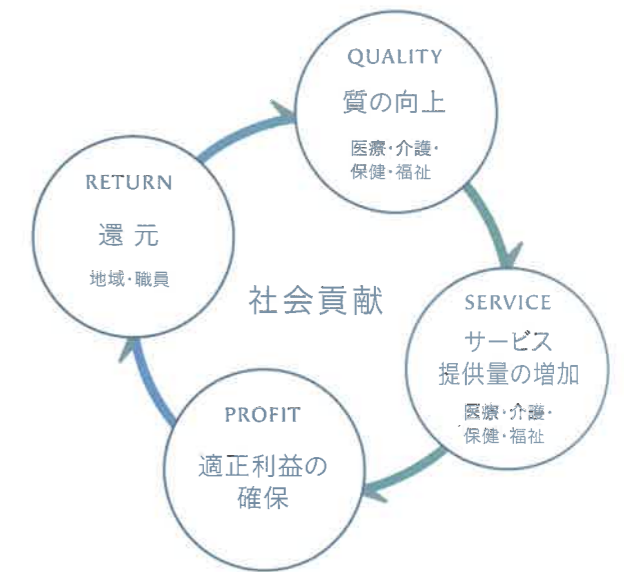 QUALITY
質の向上
医療・介護・
保健・福祉
RETURN
還元
地域・職員
社会貢献
SERVICE
サービス
提供量の増加
医療・介護・
保健・福祉
PROFIT
適正利益の
確保